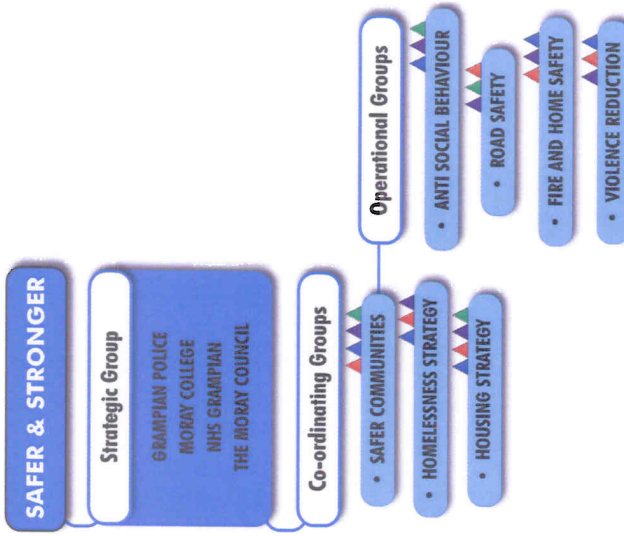 SAFER & STRONGER
Strategic Group
GRAMPIAN POLICE
MORAY COLLEGE
NHS GRAMPIAN
THE MORAY COUNCIL
Co-ordinating Groups
• SAFER COMMUNITIES
• HOMELESSNESS STRATEGY
• HOUSING STRATEGY
Operational Groups
• ANTI SOCIAL BEHAVIOUR
• ROAD SAFETY
• FIRE AND HOME SAFETY
• VIOLENCE REDUCTION